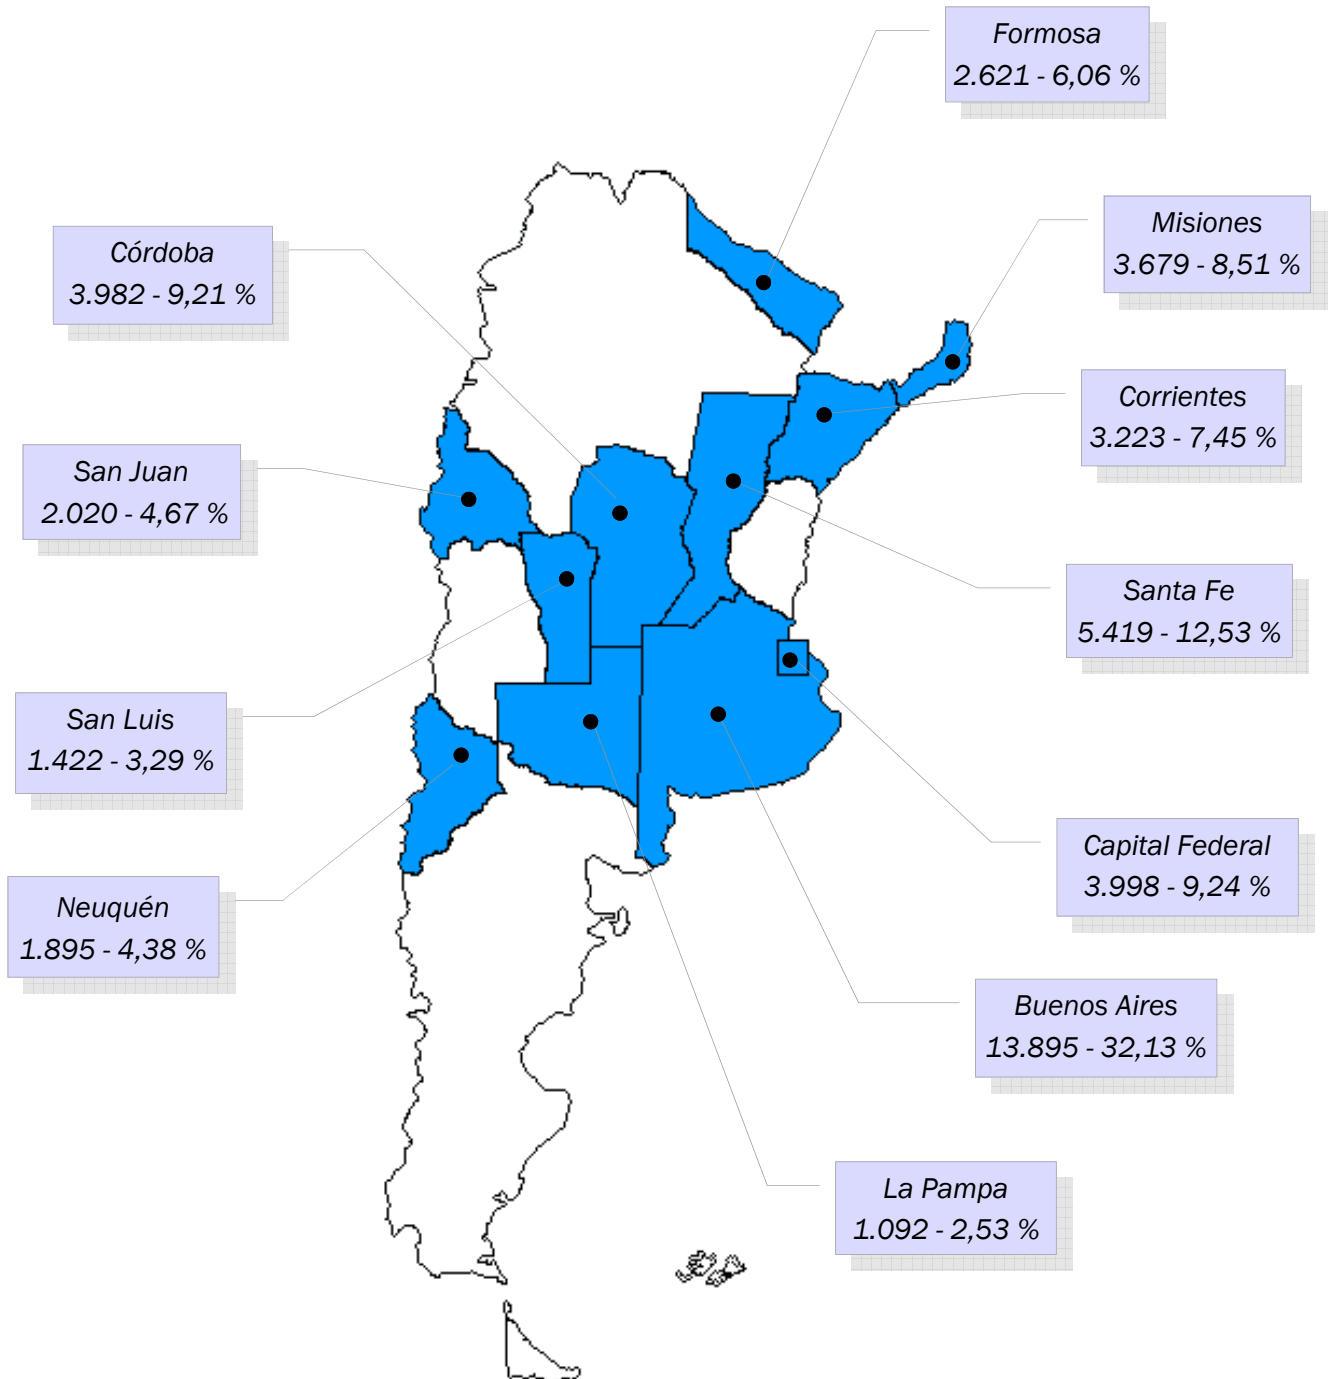 Formosa
2.621 - 6,06 %
Misiones
3.679 - 8,51 %
Córdoba
3.982 - 9,21 %
Corrientes
3.223 - 7,45 %
San Juan
2.020 - 4,67 %
Santa Fe
5.419 - 12,53 %
San Luis
1.422 - 3,29 %
Capital Federal
3.998 - 9,24 %
Neuquén
1.895 - 4,38 %
Buenos Aires
13.895 - 32,13 %
La Pampa
1.092 - 2,53 %